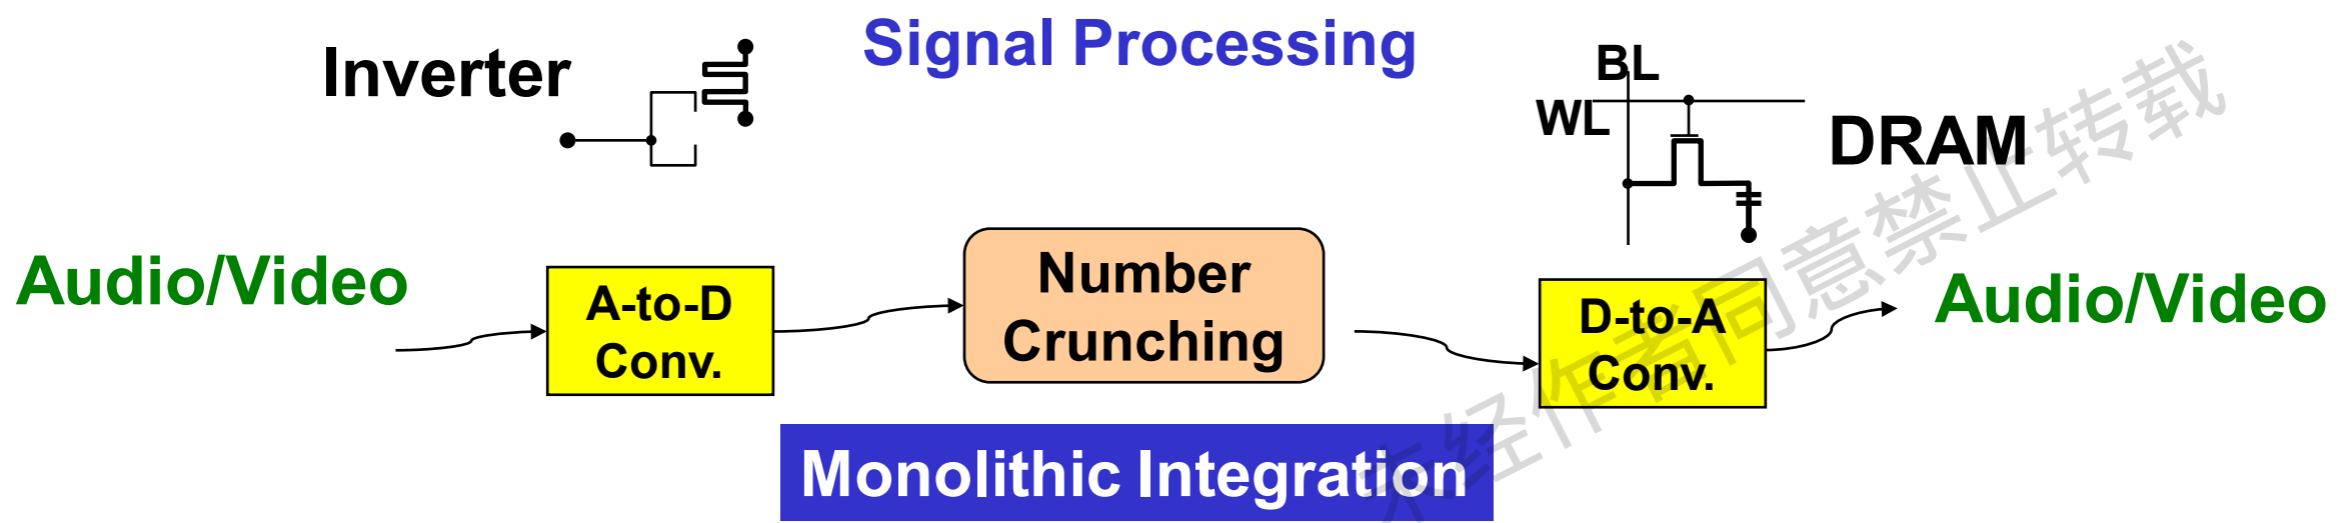 Signal Processing
Inverter
BL
WL
DRAM
Audio/Video
A-to-D
Conv.
Number
Crunching
D-to-A
Conv.
Audio/Video
Monolithic Integration
未经作者同意禁止转载